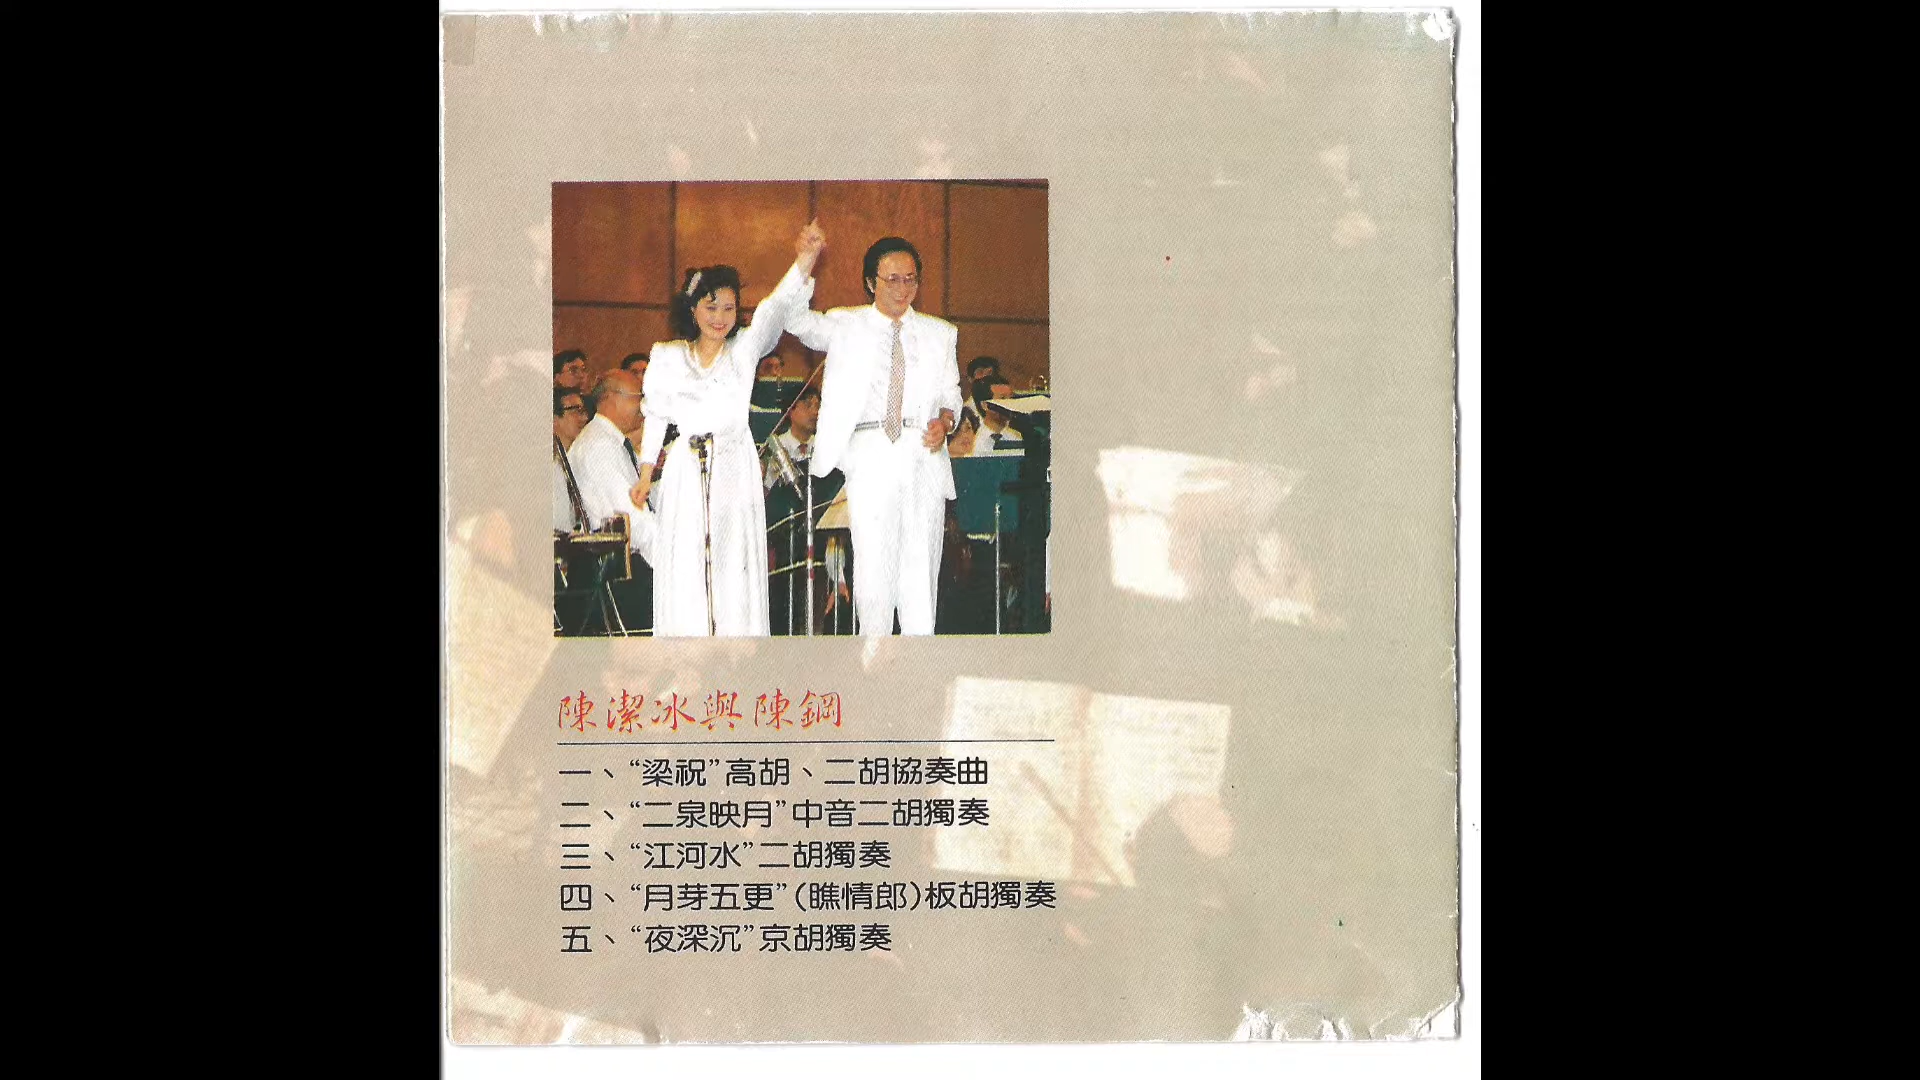 陳潔冰與陳鋼
一、“梁祝”高胡、二胡協奏曲
二、“二泉映月”中音二胡獨奏
三、“江河水”二胡獨奏
四、“月芽五更”(瞧情郎)板胡獨奏
五、“夜深沉”京胡獨奏